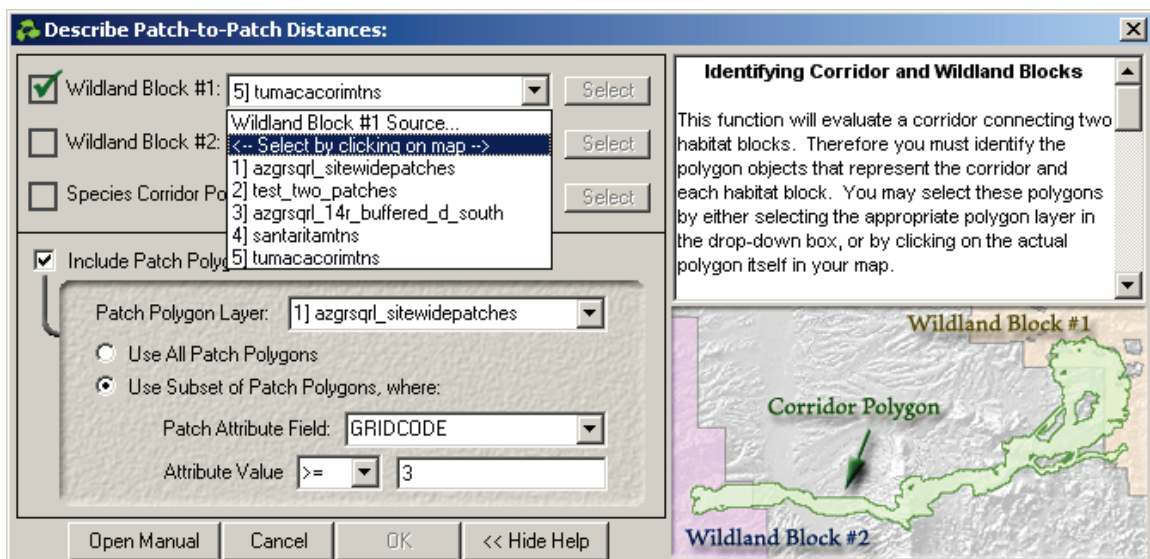 Describe Patch-to-Patch Distances:
Wildland Block #1:
5] tumacacorimtns
Select
Wildland Block #1 Source...
<-- Select by clicking on map -->
1] azgrsqrl_sitewidepatches
2] test_two_patches
3] azgrsqrl_14r_buffered_d_south
4] santaritamtns
5] tumacacorimtns
Wildland Block #2:
Select
Species Corridor Po
Select
Include Patch Polyg
Patch Polygon Layer:
1] azgrsqrl_sitewidepatches
Use All Patch Polygons
Use Subset of Patch Polygons, where:
Patch Attribute Field:
GRIDCODE
Attribute Value
>=
3
Open Manual
Cancel
OK
<< Hide Help
Identifying Corridor and Wildland Blocks
This function will evaluate a corridor connecting two
habitat blocks. Therefore you must identify the
polygon objects that represent the corridor and
each habitat block. You may select these polygons
by either selecting the appropriate polygon layer in
the drop-down box, or by clicking on the actual
polygon itself in your map.
Wildland Block #1
Corridor Polygon
Wildland Block #2